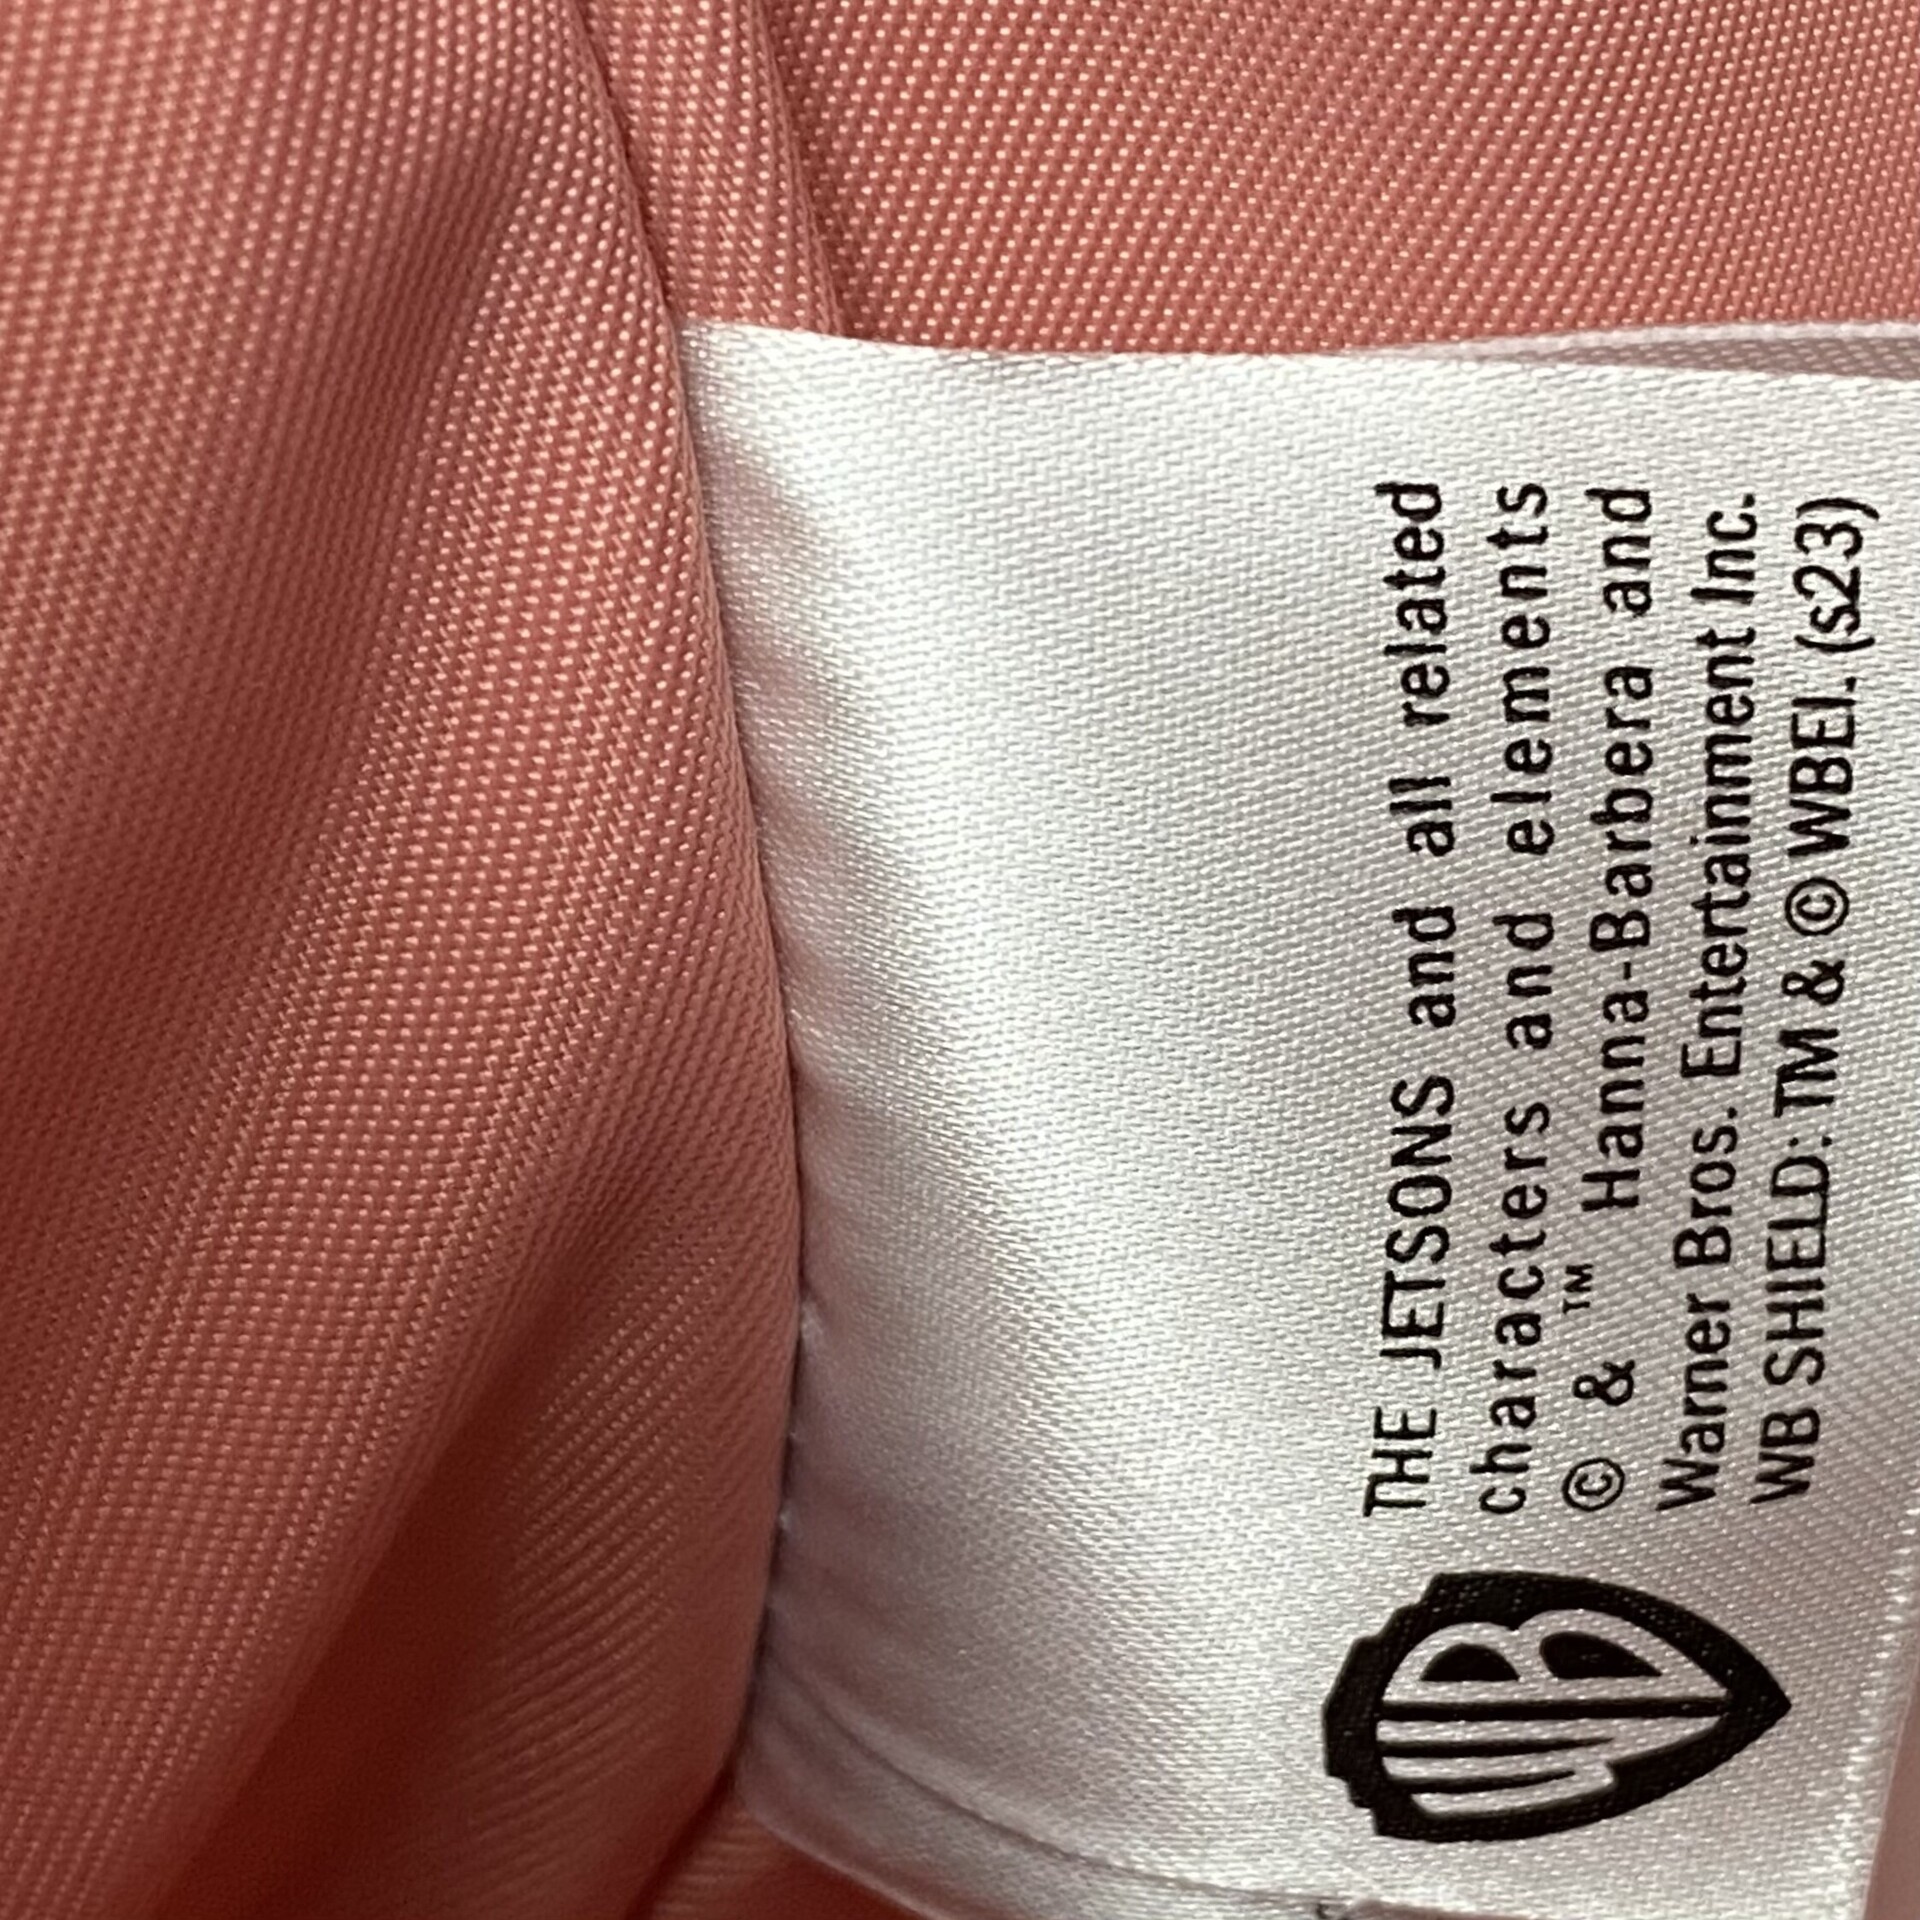 THE JETSONS and all related
characters and elements
© & ™ Hanna-Barbera and
Warner Bros. Entertainment Inc.
WB SHIELD: TM & © WBEI. (s23)
WB